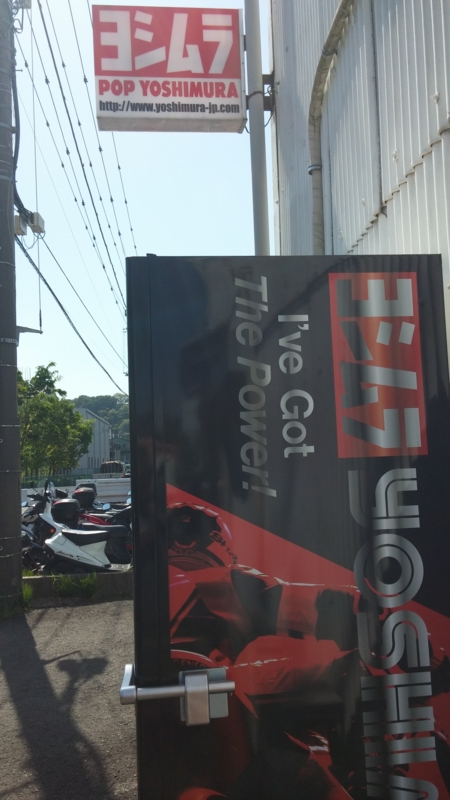 ヨシムラ
POP YOSHIMURA
http://www.yoshimura-jp.com
ヨシムラ
I've Got
The Power!